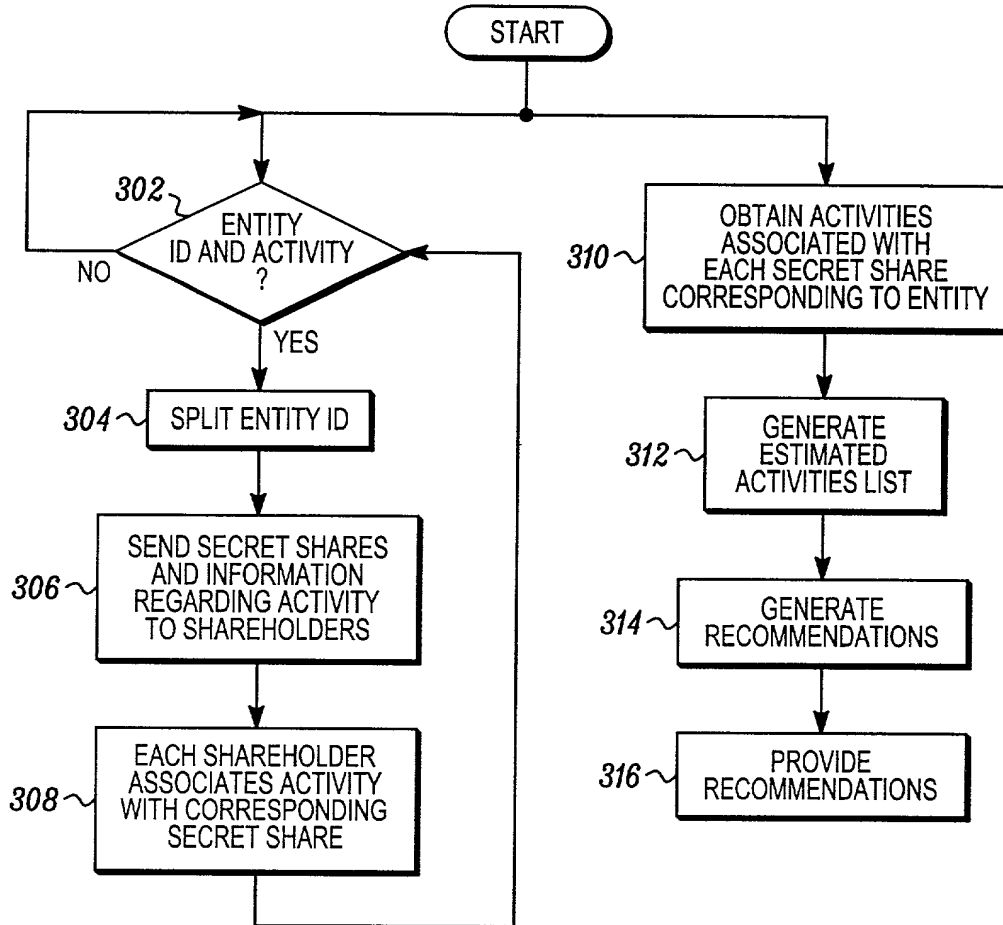 START
302
ENTITY
ID AND ACTIVITY
?
NO
YES
304
SPLIT ENTITY ID
306
SEND SECRET SHARES
AND INFORMATION
REGARDING ACTIVITY
TO SHAREHOLDERS
308
EACH SHAREHOLDER
ASSOCIATES ACTIVITY
WITH CORRESPONDING
SECRET SHARE
310
OBTAIN ACTIVITIES
ASSOCIATED WITH
EACH SECRET SHARE
CORRESPONDING TO ENTITY
312
GENERATE
ESTIMATED
ACTIVITIES LIST
314
GENERATE
RECOMMENDATIONS
316
PROVIDE
RECOMMENDATIONS